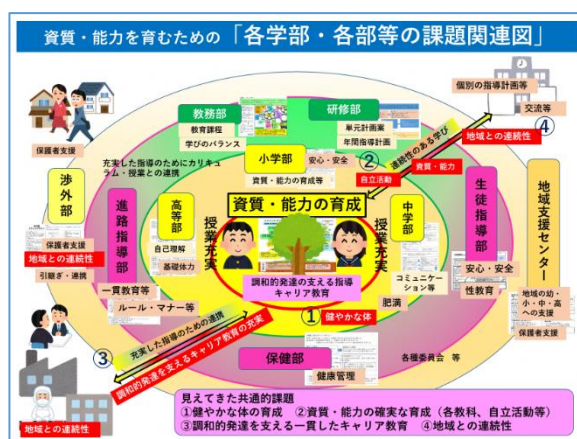 資質・能力を育むための「各学部・各部等の課題関連図」
個別の指導計画等
交流等
④
地域との連続性
教務部
教育課程
学びのバランス
研修部
単元計画案
年間指導計画
②
連続性のある学び
資質・能力
自立活動
保護者支援
充実した指導のためにカリキュ
ラム・授業との連携
小学部
安心・安全
資質・能力の育成等
渉外部
保護者支援
地域との連続性
引継ぎ・連携
進路指導部
一貫教育等
ルール・マナー等
高等部
自己理解
基礎体力
授業充実
資質・能力の育成
調和的発達の支える指導
キャリア教育
授業充実
中学部
コミュニケー
ション等
肥満
生徒指導部
安心・安全
性教育
地域支援センター
地域の幼・
小・中・高
への支援
保護者支援
①
健やかな体
③
充実した指導のための連携
調和的発達を支えるキャリア教育の充実
保健部
健康管理
各種委員会 等
地域との連続性
見えてきた共通的課題
①健やかな体の育成 ②資質・能力の確実な育成（各教科、自立活動等）
③調和的発達を支える一貫したキャリア教育 ④地域との連続性